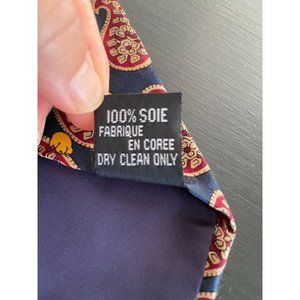 100% SOIE
FABRIQUE
EN COREE
DRY CLEAN ONLY